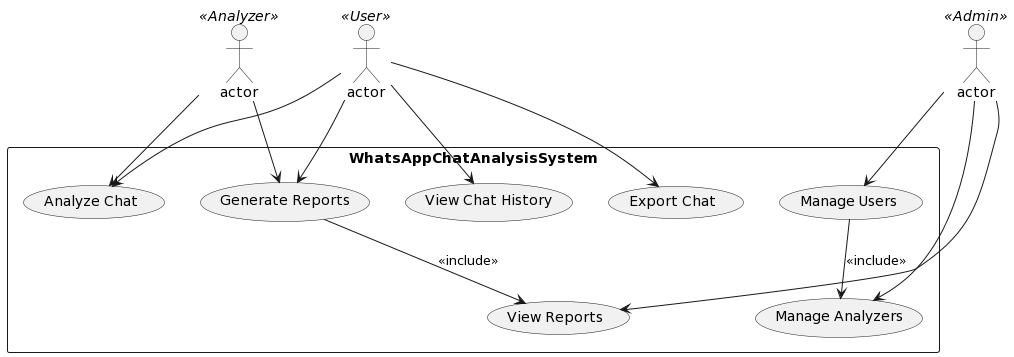 «Analyzer»
«User»
«Admin»
actor
actor
actor
WhatsAppChatAnalysisSystem
Analyze Chat
Generate Reports
View Chat History
Export Chat
Manage Users
«include»
«include»
View Reports
Manage Analyzers